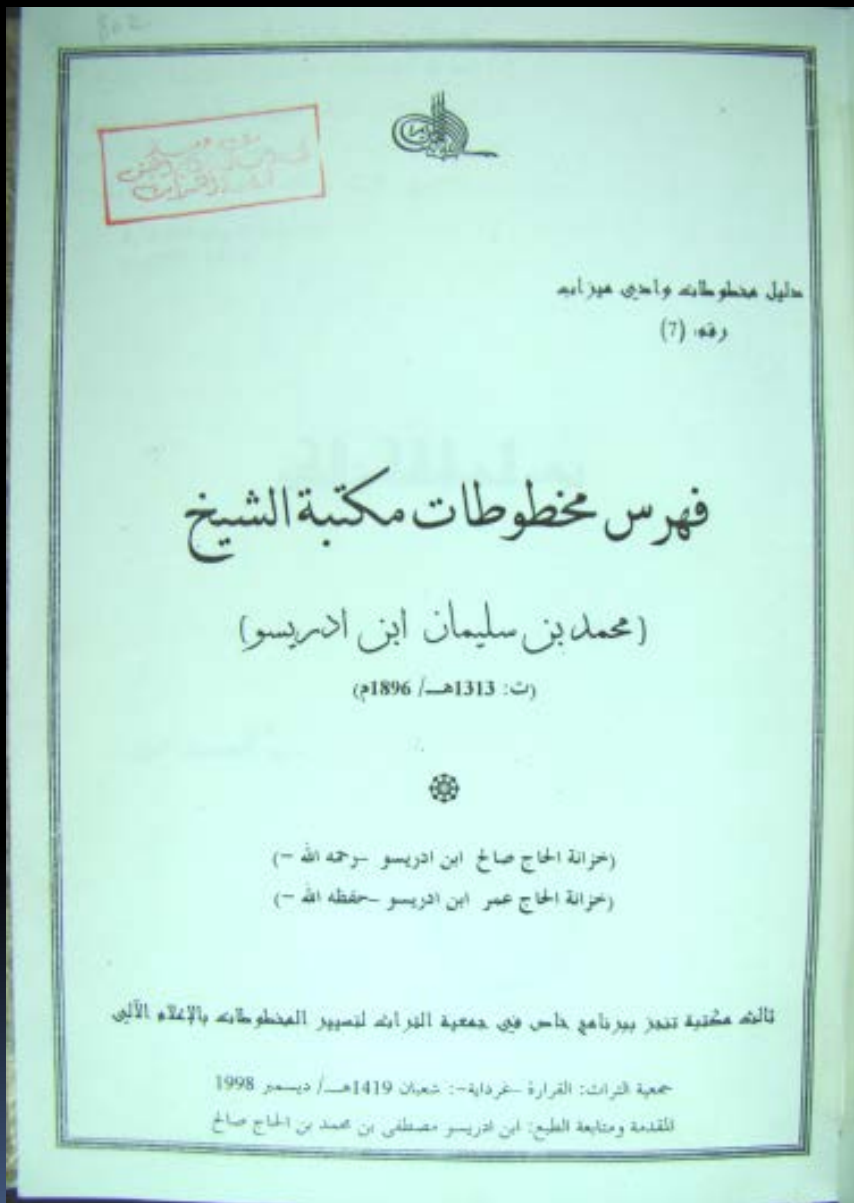 802
دليل مخطوطات وادي ميزاب
رقم: (7)
فهرس مخطوطات مكتبة الشيخ
(محمد بن سليمان ابن ادريسو)
(ت: 1313هـ/ 1896م)
(خزانة الحاج صالح ابن ادريسو -رحمه الله -)
(خزانة الحاج عمر ابن ادريسو -حفظه الله -)
ثالث مكتبة تنجز ببرنامج خاص في جمعية التراث لتسيير المخطوطات بالإعلام الآلي
جمعية التراث: القرارة -غرداية-: شعبان 1419هـ/ ديسمبر 1998
المقدمة ومتابعة الطبع: ابن ادريسو مصطفى بن محمد بن الحاج صالح